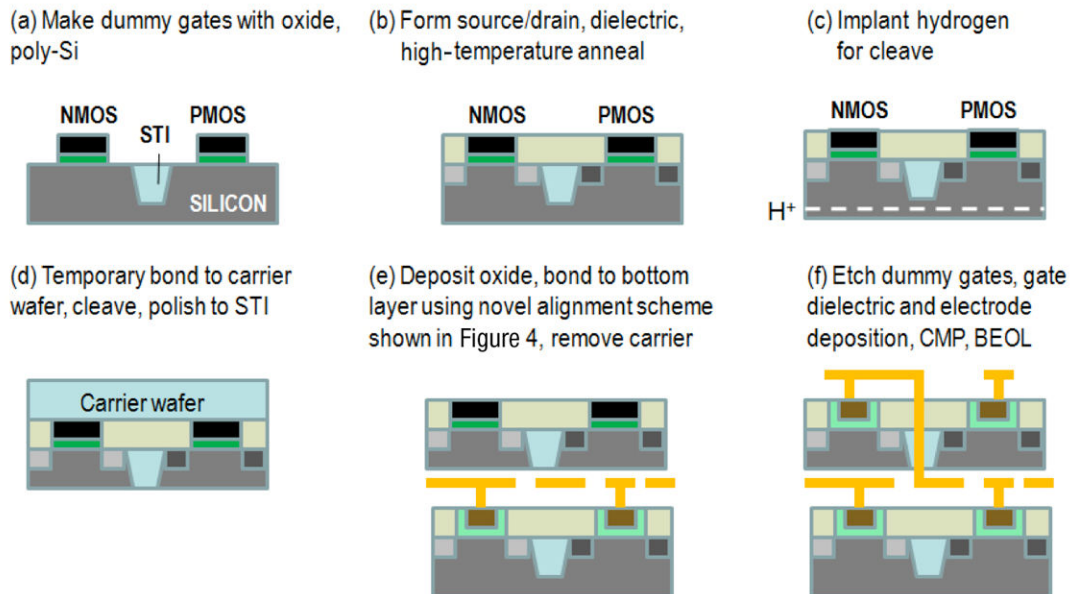 (a) Make dummy gates with oxide,
poly-Si
NMOS
PMOS
STI
SILICON
(b) Form source/drain, dielectric,
high-temperature anneal
NMOS
PMOS
(c) Implant hydrogen
for cleave
NMOS
PMOS
H⁺
(d) Temporary bond to carrier
wafer, cleave, polish to STI
Carrier wafer
(e) Deposit oxide, bond to bottom
layer using novel alignment scheme
shown in Figure 4, remove carrier
(f) Etch dummy gates, gate
dielectric and electrode
deposition, CMP, BEOL